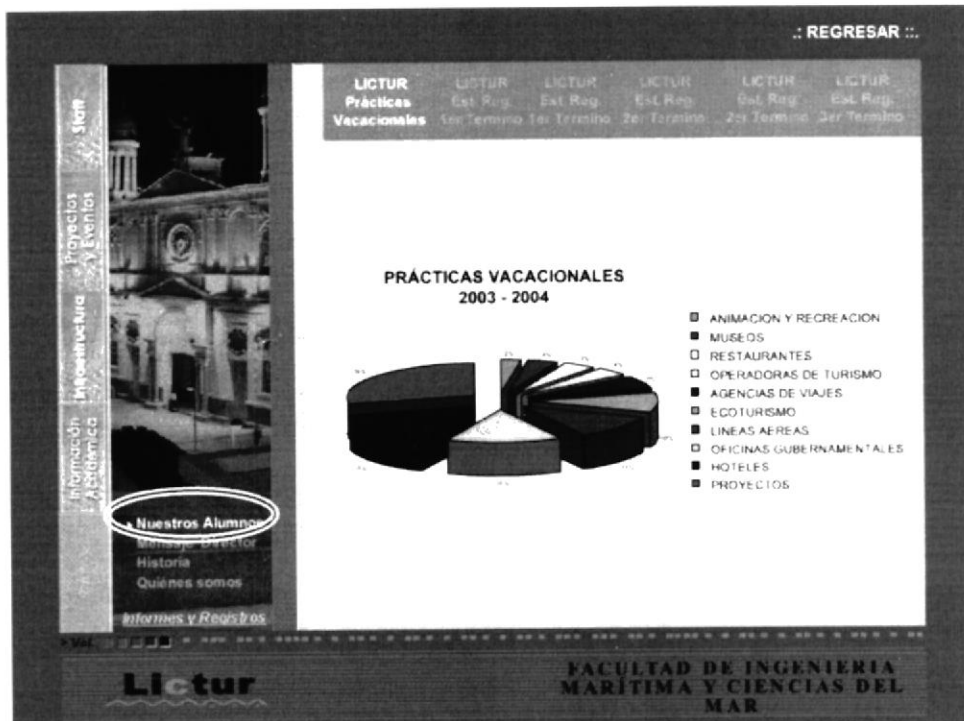 .: REGRESAR ::.
LICTUR
Prácticas
Vacacionales
LICTUR
Est. Reg.
1er Termino
LICTUR
Est. Reg.
1er Termino
LICTUR
Est. Reg.
2er Termino
LICTUR
Est. Reg.
2er Termino
LICTUR
Est. Reg.
3er Termino
Staff
Proyectos
y Eventos
Infraestructura
Información
Académica
PRÁCTICAS VACACIONALES
2003 - 2004
ANIMACION Y RECREACION
MUSEOS
RESTAURANTES
OPERADORAS DE TURISMO
AGENCIAS DE VIAJES
ECOTURISMO
LINEAS AEREAS
OFICINAS GUBERNAMENTALES
HOTELES
PROYECTOS
Nuestros Alumnos
Mensaje Director
Historia
Quiénes somos
Informes y Registros
Lictur
FACULTAD DE INGENIERIA
MARÍTIMA Y CIENCIAS DEL
MAR